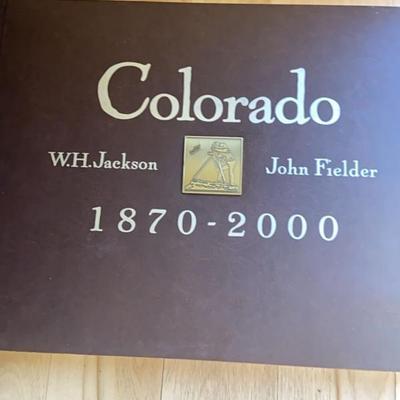 Colorado
W.H.Jackson John Fielder
1870-2000